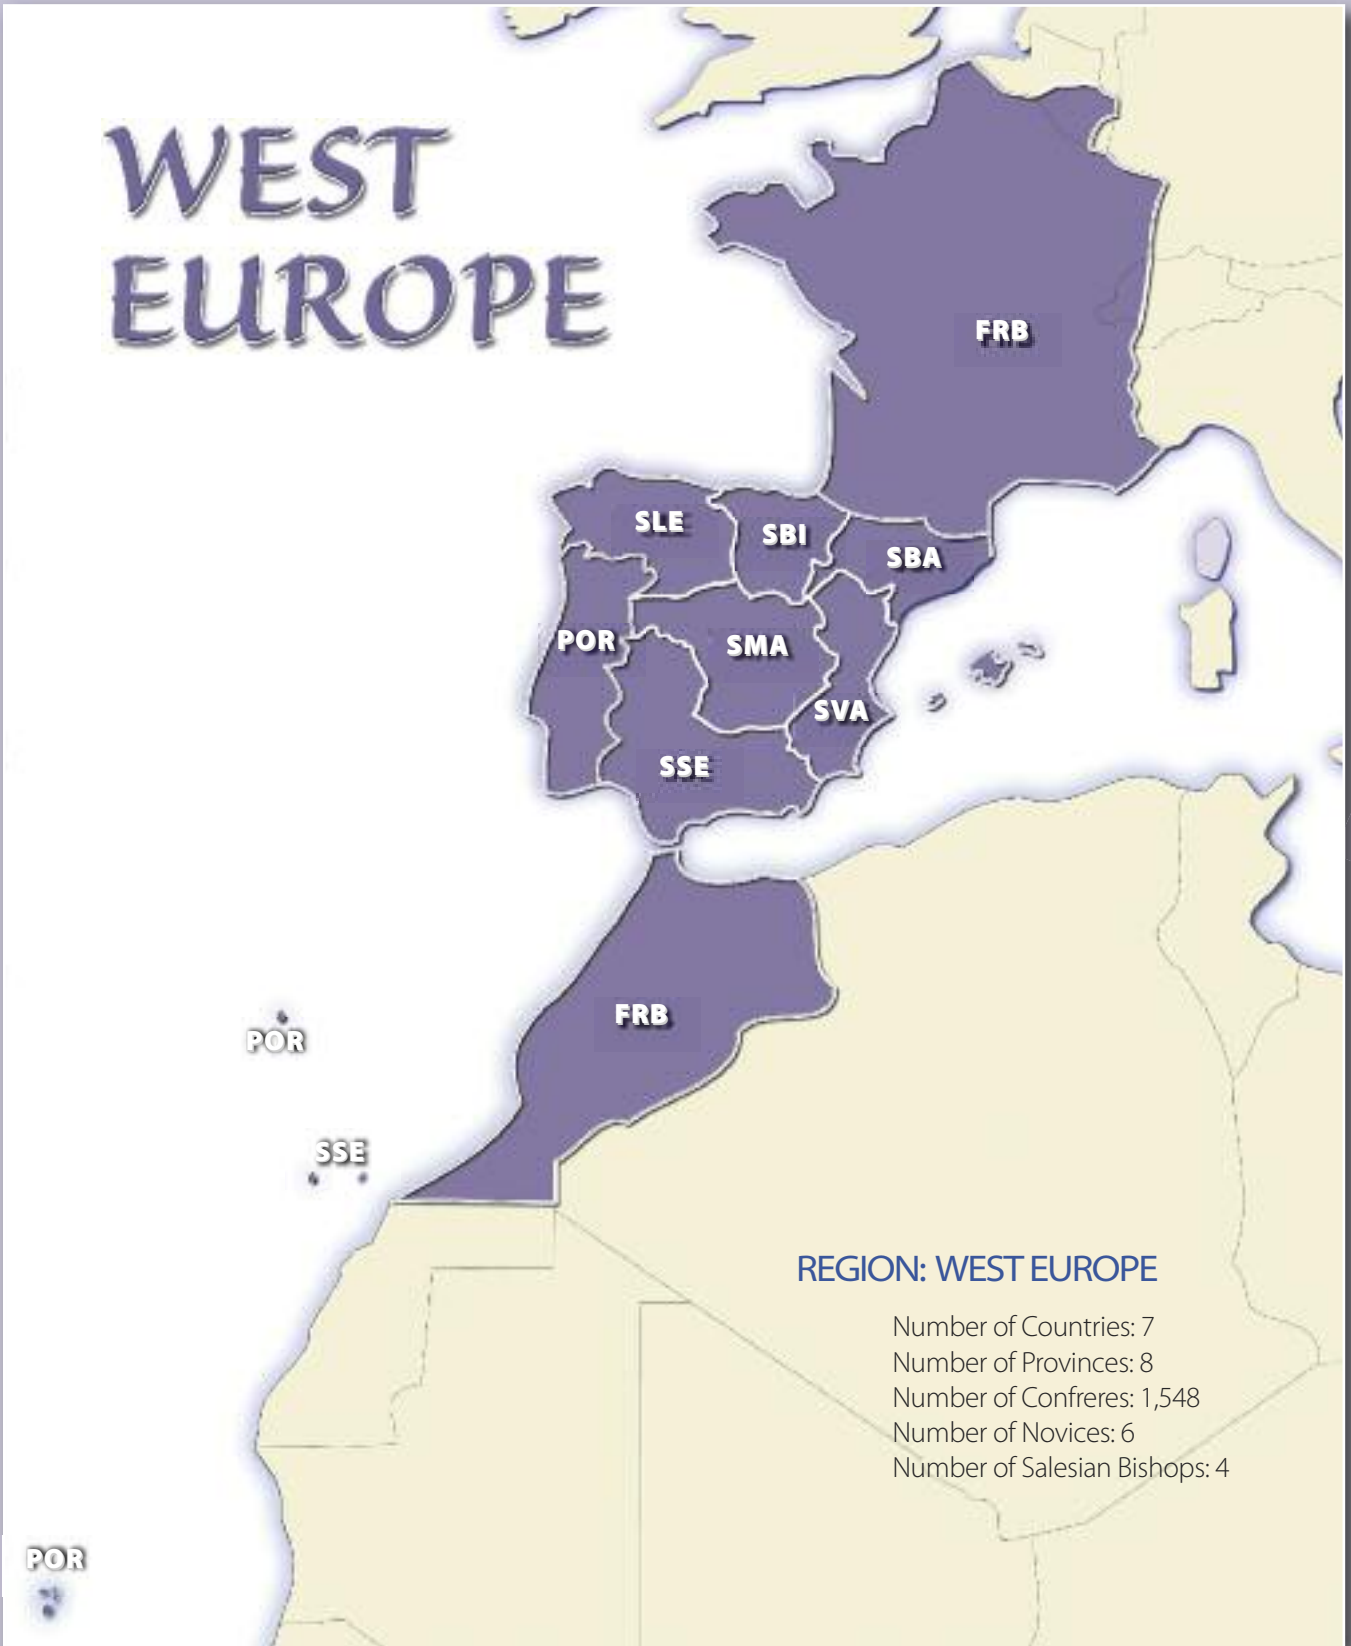 WEST
EUROPE
FRB
SLE
SBI
SBA
POR
SMA
SVA
SSE
FRB
POR
SSE
REGION: WEST EUROPE
Number of Countries: 7
Number of Provinces: 8
Number of Confreres: 1,548
Number of Novices: 6
Number of Salesian Bishops: 4
POR